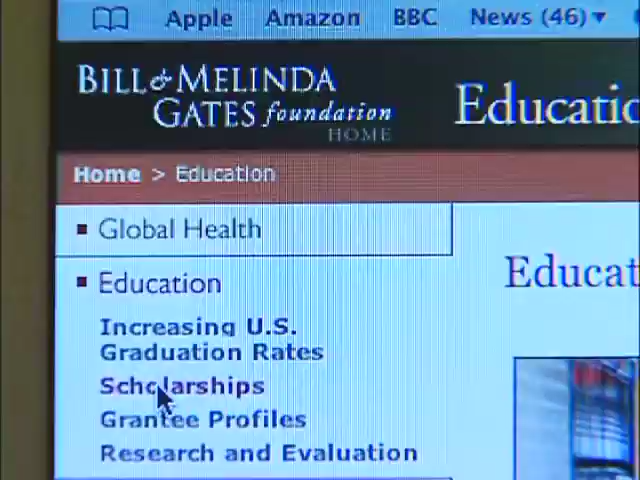 Apple Amazon BBC News (46)
BILL & MELINDA
GATES foundation
HOME
Educatio
Home > Education
Global Health
Education
Educat
Increasing U.S.
Graduation Rates
Scholarships
Grantee Profiles
Research and Evaluation